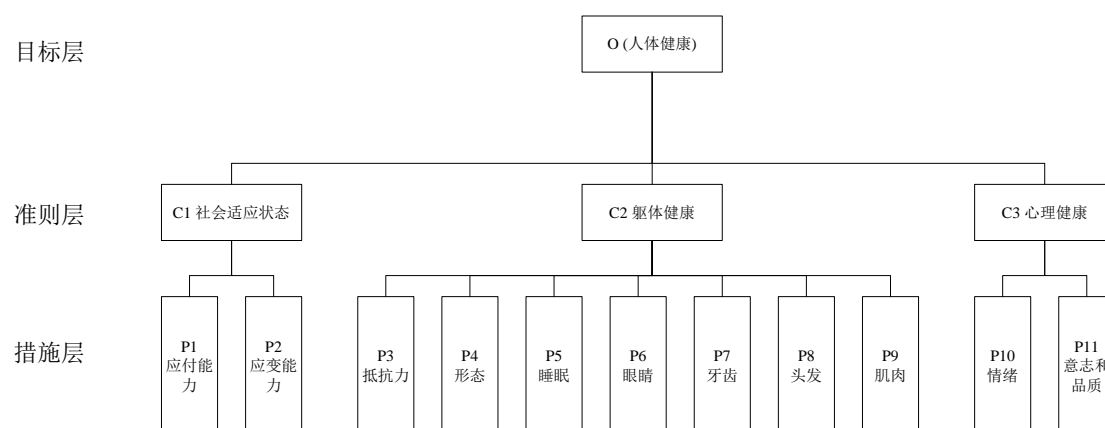 目标层
O (人体健康)
准则层
C1 社会适应状态
C2 躯体健康
C3 心理健康
措施层
P1
应付能
力
P2
应变能
力
P3
抵抗力
P4
形态
P5
睡眠
P6
眼睛
P7
牙齿
P8
头发
P9
肌肉
P10
情绪
P11
意志和
品质